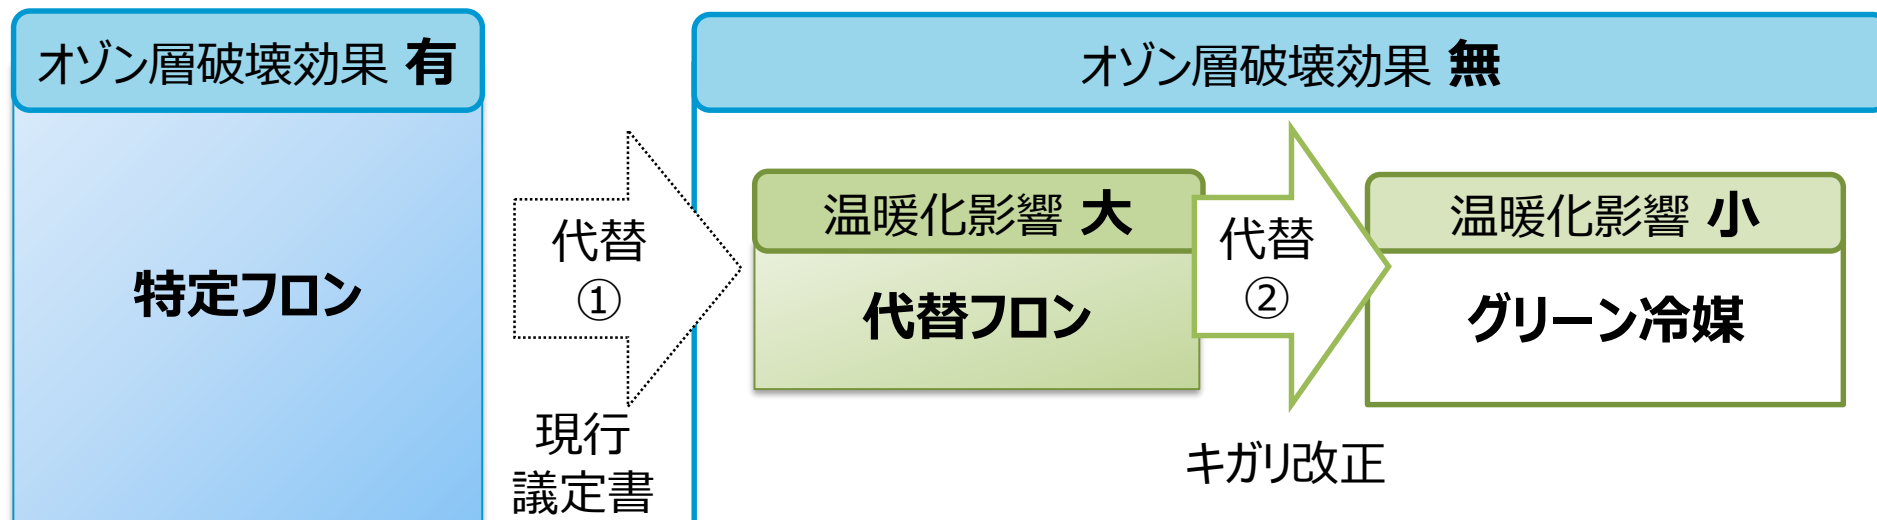 オゾン層破壊効果 有
特定フロン
代替
①
現行
議定書
オゾン層破壊効果 無
温暖化影響 大
代替フロン
代替
②
キガリ改正
温暖化影響 小
グリーン冷媒